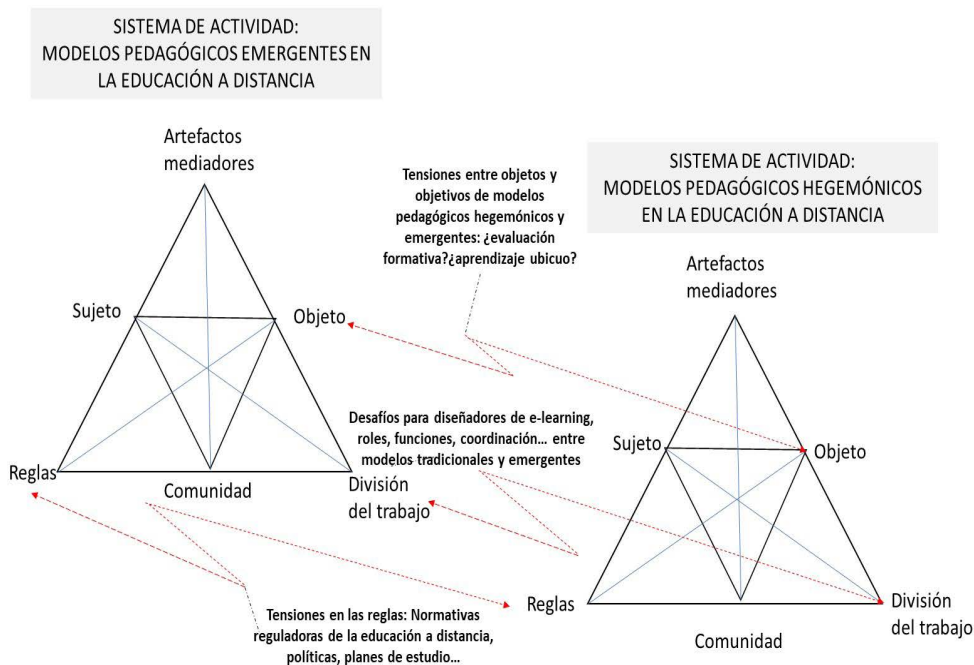 SISTEMA DE ACTIVIDAD:
MODELOS PEDAGÓGICOS EMERGENTES EN
LA EDUCACIÓN A DISTANCIA
Artefactos
mediadores
Sujeto
Objeto
Reglas
Comunidad
División
del trabajo
Tensiones entre objetos y
objetivos de modelos
pedagógicos hegemónicos y
emergentes: ¿evaluación
formativa?¿aprendizaje ubicuo?
Desafíos para diseñadores de e-learning,
roles, funciones, coordinación... entre
modelos tradicionales y emergentes
Tensiones en las reglas: Normativas
reguladoras de la educación a distancia,
políticas, planes de estudio...
SISTEMA DE ACTIVIDAD:
MODELOS PEDAGÓGICOS HEGEMÓNICOS
EN LA EDUCACIÓN A DISTANCIA
Artefactos
mediadores
Sujeto
Objeto
Reglas
Comunidad
División
del trabajo